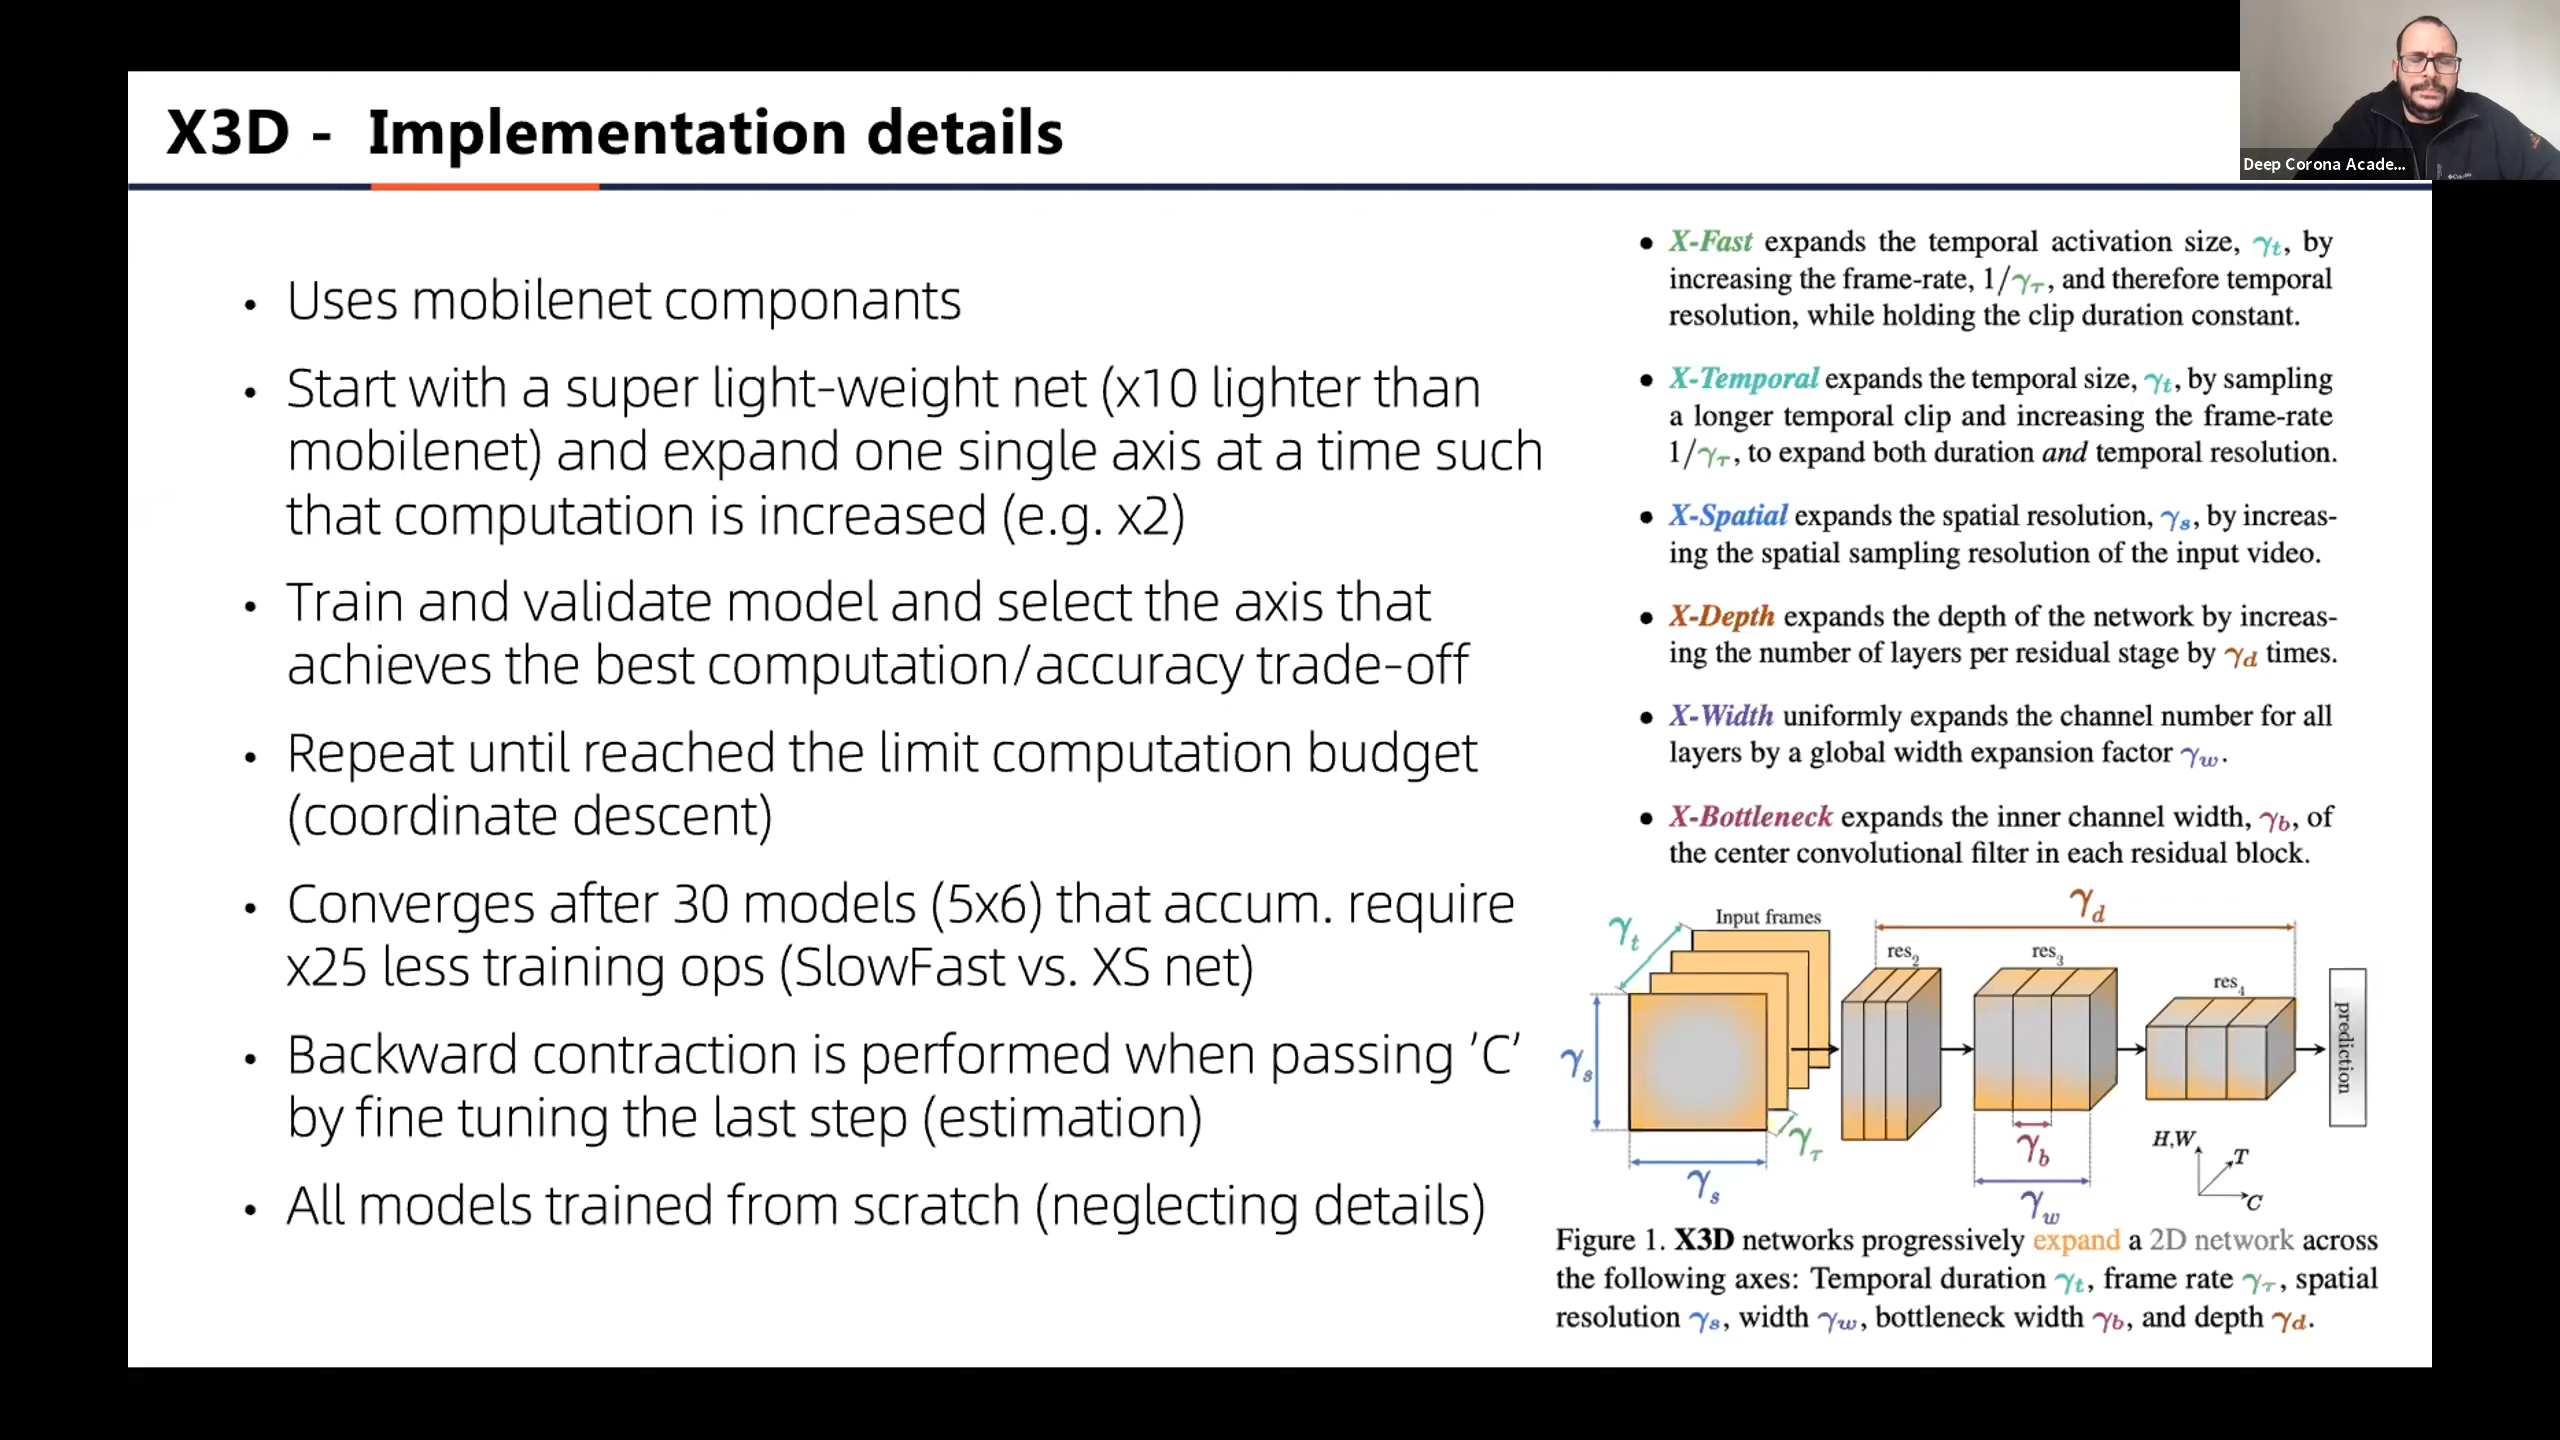 X3D - Implementation details
Deep Corona Acade...
• Uses mobilenet componants
• Start with a super light-weight net (x10 lighter than
mobilenet) and expand one single axis at a time such
that computation is increased (e.g. x2)
• Train and validate model and select the axis that
achieves the best computation/accuracy trade-off
• Repeat until reached the limit computation budget
(coordinate descent)
• Converges after 30 models (5x6) that accum. require
x25 less training ops (SlowFast vs. XS net)
• Backward contraction is performed when passing 'C'
by fine tuning the last step (estimation)
• All models trained from scratch (neglecting details)
• X-Fast expands the temporal activation size, γt, by
increasing the frame-rate, 1/γτ, and therefore temporal
resolution, while holding the clip duration constant.
• X-Temporal expands the temporal size, γt, by sampling
a longer temporal clip and increasing the frame-rate
1/γτ, to expand both duration and temporal resolution.
• X-Spatial expands the spatial resolution, γs, by increas-
ing the spatial sampling resolution of the input video.
• X-Depth expands the depth of the network by increas-
ing the number of layers per residual stage by γd times.
• X-Width uniformly expands the channel number for all
layers by a global width expansion factor γw.
• X-Bottleneck expands the inner channel width, γb, of
the center convolutional filter in each residual block.
γd
γt
Input frames
res2
res3
res4
prediction
γs
γτ
γb
γs
γw
H,W
T
C
Figure 1. X3D networks progressively expand a 2D network across
the following axes: Temporal duration γt, frame rate γτ, spatial
resolution γs, width γw, bottleneck width γb, and depth γd.